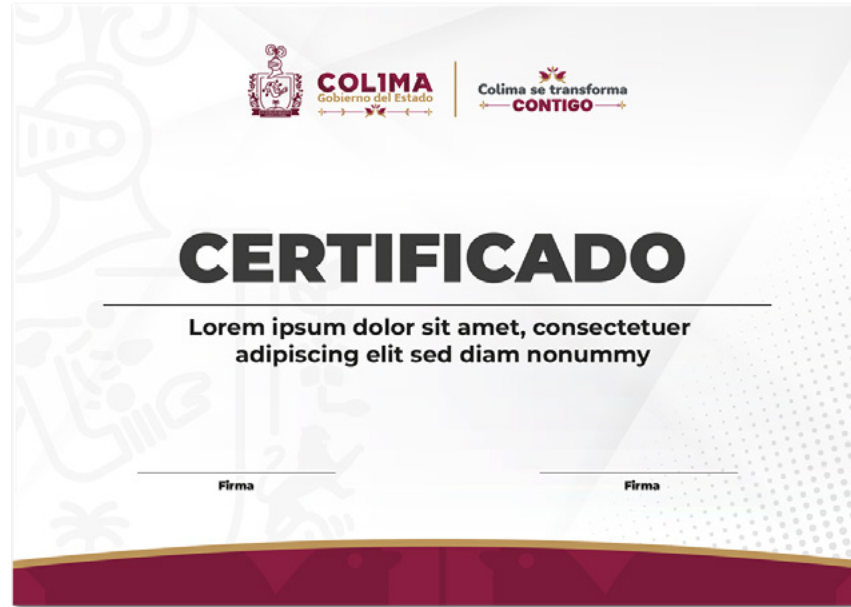 COL1MA
Gobierno del Estado
Colima se transforma
CONTIGO
CERTIFICADO
Lorem ipsum dolor sit amet, consectetuer
adipiscing elit sed diam nonummy
Firma
Firma